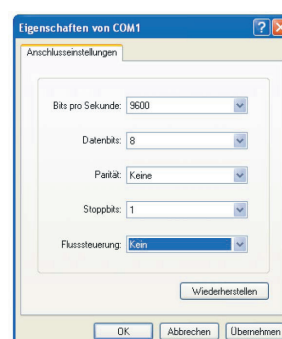 Eigenschaften von COM1
Anschlusseinstellungen
Bits pro Sekunde: 9600
Datenbits: 8
Parität: Keine
Stoppbits: 1
Flusssteuerung: Kein
Wiederherstellen
OK Abbrechen Übernehmen